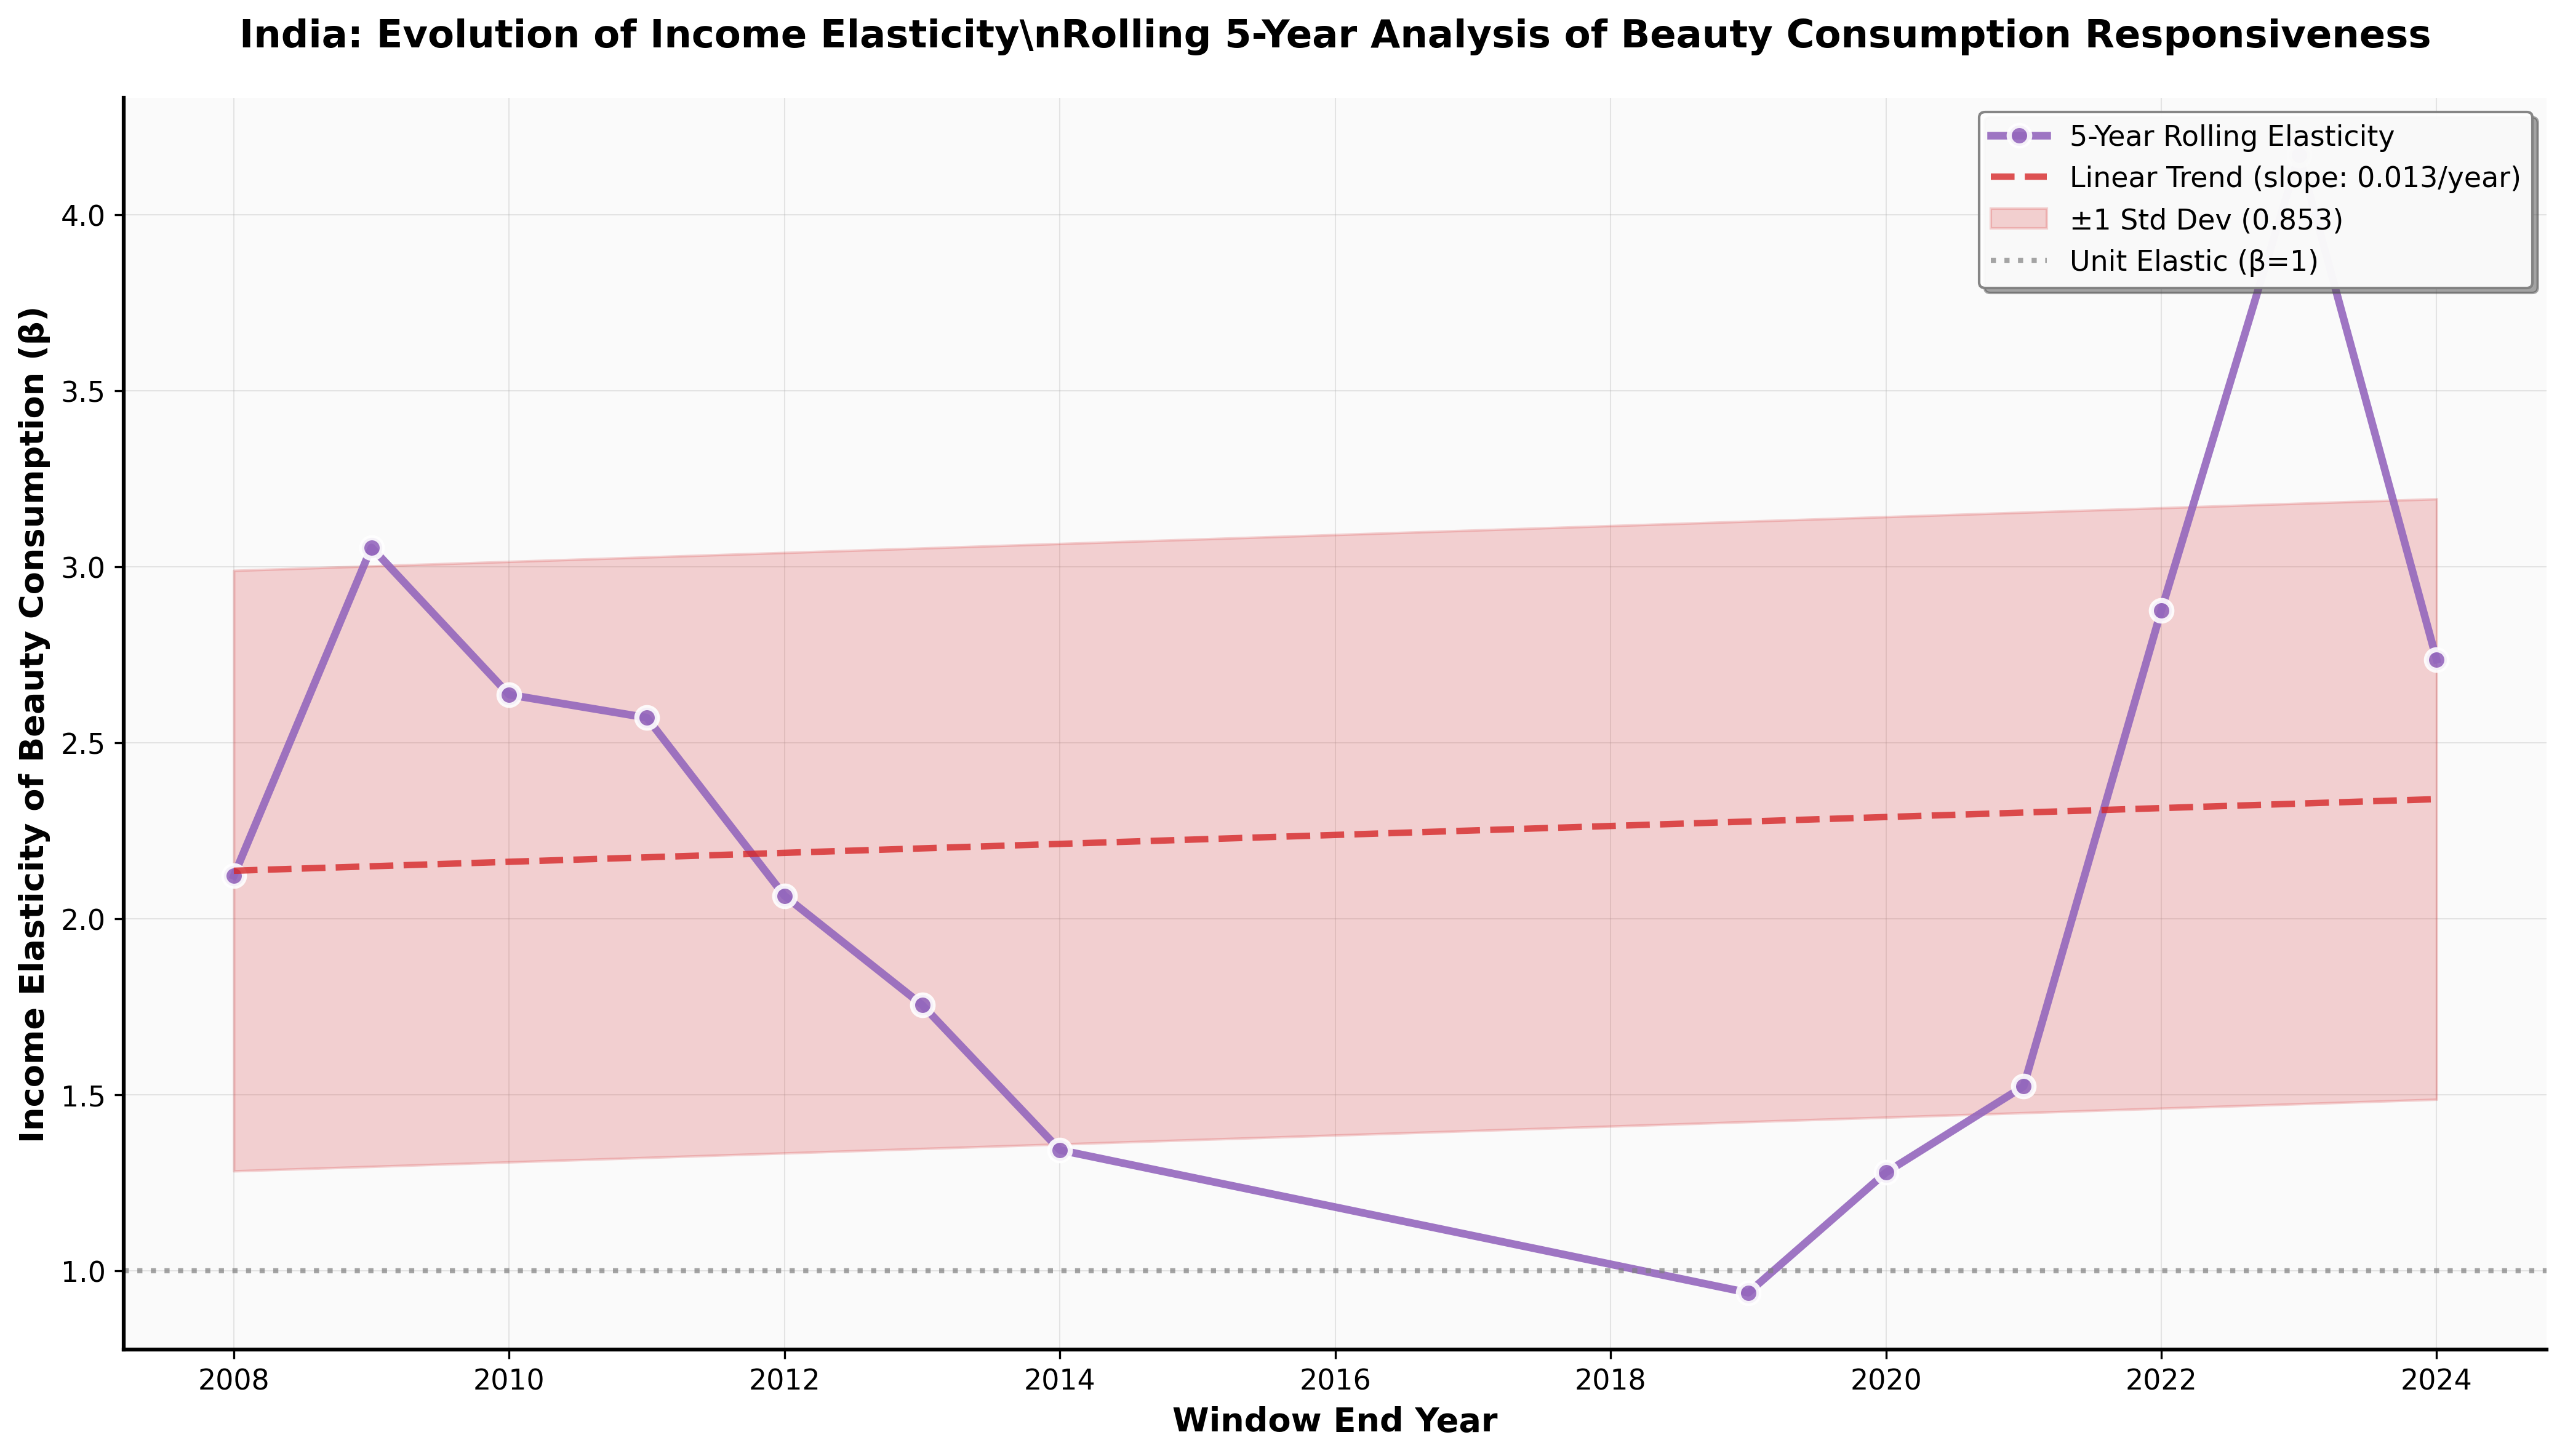 India: Evolution of Income Elasticity\nRolling 5-Year Analysis of Beauty Consumption Responsiveness
5-Year Rolling Elasticity
Linear Trend (slope: 0.013/year)
±1 Std Dev (0.853)
Unit Elastic (β=1)
Income Elasticity of Beauty Consumption (β)
4.0
3.5
3.0
2.5
2.0
1.5
1.0
2008 2010 2012 2014 2016 2018 2020 2022 2024
Window End Year